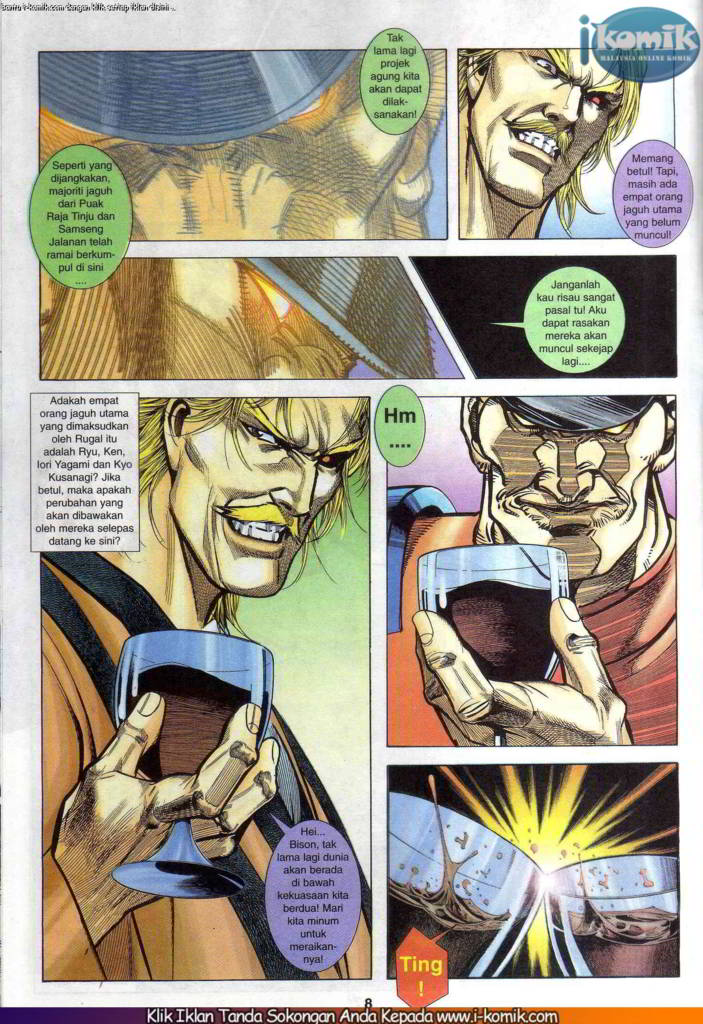 iklan disini ..
i komik
MALAYSIA ONLINE KOMIK
Tak
lama lagi
projek
agung kita
akan dapat
dilak-
sanakan!
Seperti yang
dijangkakan,
majoriti jaguh
dari Puak
Raja Tinju dan
Samseng
Jalanan telah
ramai berkum-
pul di sini
....
Memang
betul! Tapi,
masih ada
empat orang
jaguh utama
yang belum
muncul!
Janganlah
kau risau sangat
pasal tu! Aku
dapat rasakan
mereka akan
muncul sekejap
lagi....
Adakah empat
orang jaguh utama
yang dimaksudkan
oleh Rugal itu
adalah Ryu, Ken,
Iori Yagami dan Kyo
Kusanagi? Jika
betul, maka apakah
perubahan yang
akan dibawakan
oleh mereka selepas
datang ke sini?
Hm
....
Hei...
Bison, tak
lama lagi dunia
akan berada
di bawah
kekuasaan kita
berdua! Mari
kita minum
untuk
meraikan-
nya!
Ting
!
8
Klik Iklan Tanda Sokongan Anda Kepada www.i-komik.com